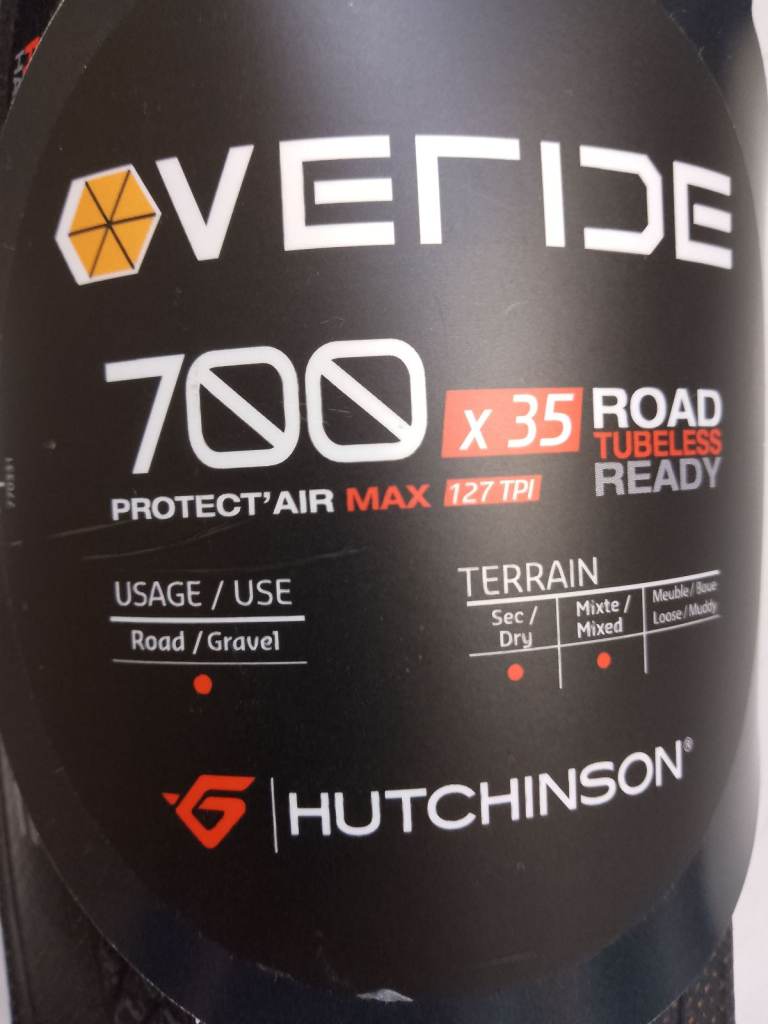 OVERIDE
700 x 35 ROAD
TUBELESS
READY
PROTECT'AIR MAX 127 TPI
USAGE / USE
Road / Gravel
TERRAIN
Sec / Dry
Mixte / Mixed
Meuble / Boue
Loose / Muddy
HUTCHINSON®
770331